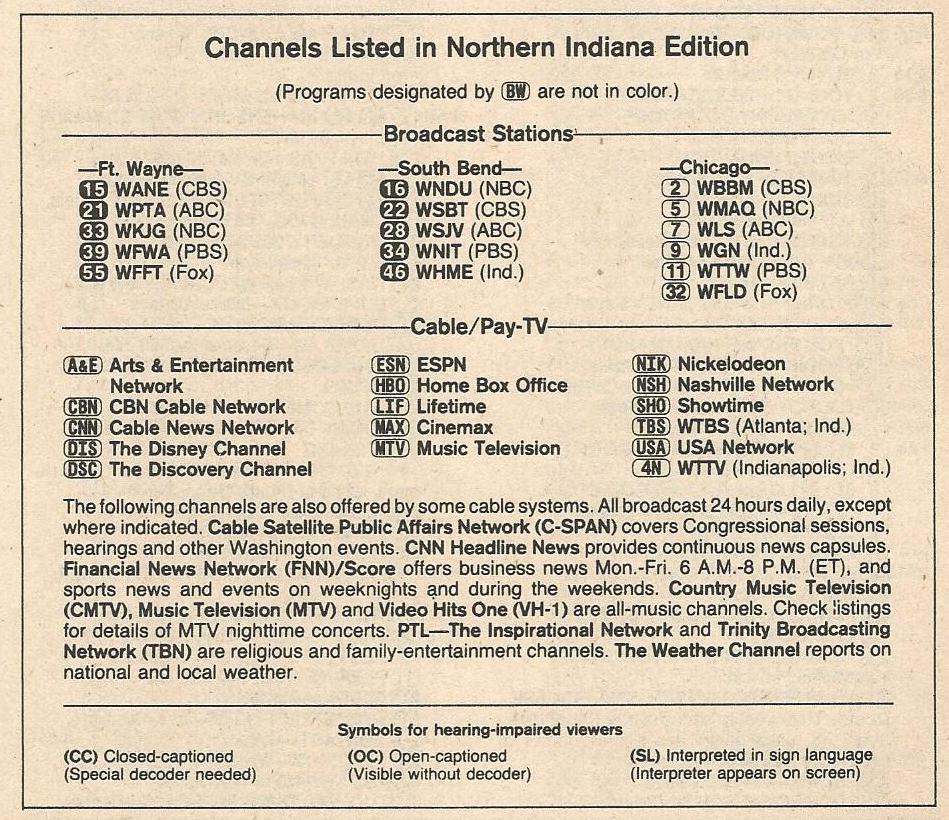 Channels Listed in Northern Indiana Edition
(Programs designated by BW are not in color.)
Broadcast Stations
—Ft. Wayne—
15 WANE (CBS)
21 WPTA (ABC)
33 WKJG (NBC)
39 WFWA (PBS)
55 WFFT (Fox)
—South Bend—
16 WNDU (NBC)
22 WSBT (CBS)
28 WSJV (ABC)
34 WNIT (PBS)
46 WHME (Ind.)
—Chicago—
2 WBBM (CBS)
5 WMAQ (NBC)
7 WLS (ABC)
9 WGN (Ind.)
11 WTTW (PBS)
32 WFLD (Fox)
Cable/Pay-TV
A&E Arts & Entertainment
Network
CBN CBN Cable Network
CNN Cable News Network
DIS The Disney Channel
DSC The Discovery Channel
ESN ESPN
HBO Home Box Office
LIF Lifetime
MAX Cinemax
MTV Music Television
NIK Nickelodeon
NSH Nashville Network
SHO Showtime
TBS WTBS (Atlanta; Ind.)
USA USA Network
4N WTTV (Indianapolis; Ind.)
The following channels are also offered by some cable systems. All broadcast 24 hours daily, except
where indicated. Cable Satellite Public Affairs Network (C-SPAN) covers Congressional sessions,
hearings and other Washington events. CNN Headline News provides continuous news capsules.
Financial News Network (FNN)/Score offers business news Mon.-Fri. 6 A.M.-8 P.M. (ET), and
sports news and events on weeknights and during the weekends. Country Music Television
(CMTV), Music Television (MTV) and Video Hits One (VH-1) are all-music channels. Check listings
for details of MTV nighttime concerts. PTL—The Inspirational Network and Trinity Broadcasting
Network (TBN) are religious and family-entertainment channels. The Weather Channel reports on
national and local weather.
Symbols for hearing-impaired viewers
(CC) Closed-captioned
(Special decoder needed)
(OC) Open-captioned
(Visible without decoder)
(SL) Interpreted in sign language
(Interpreter appears on screen)